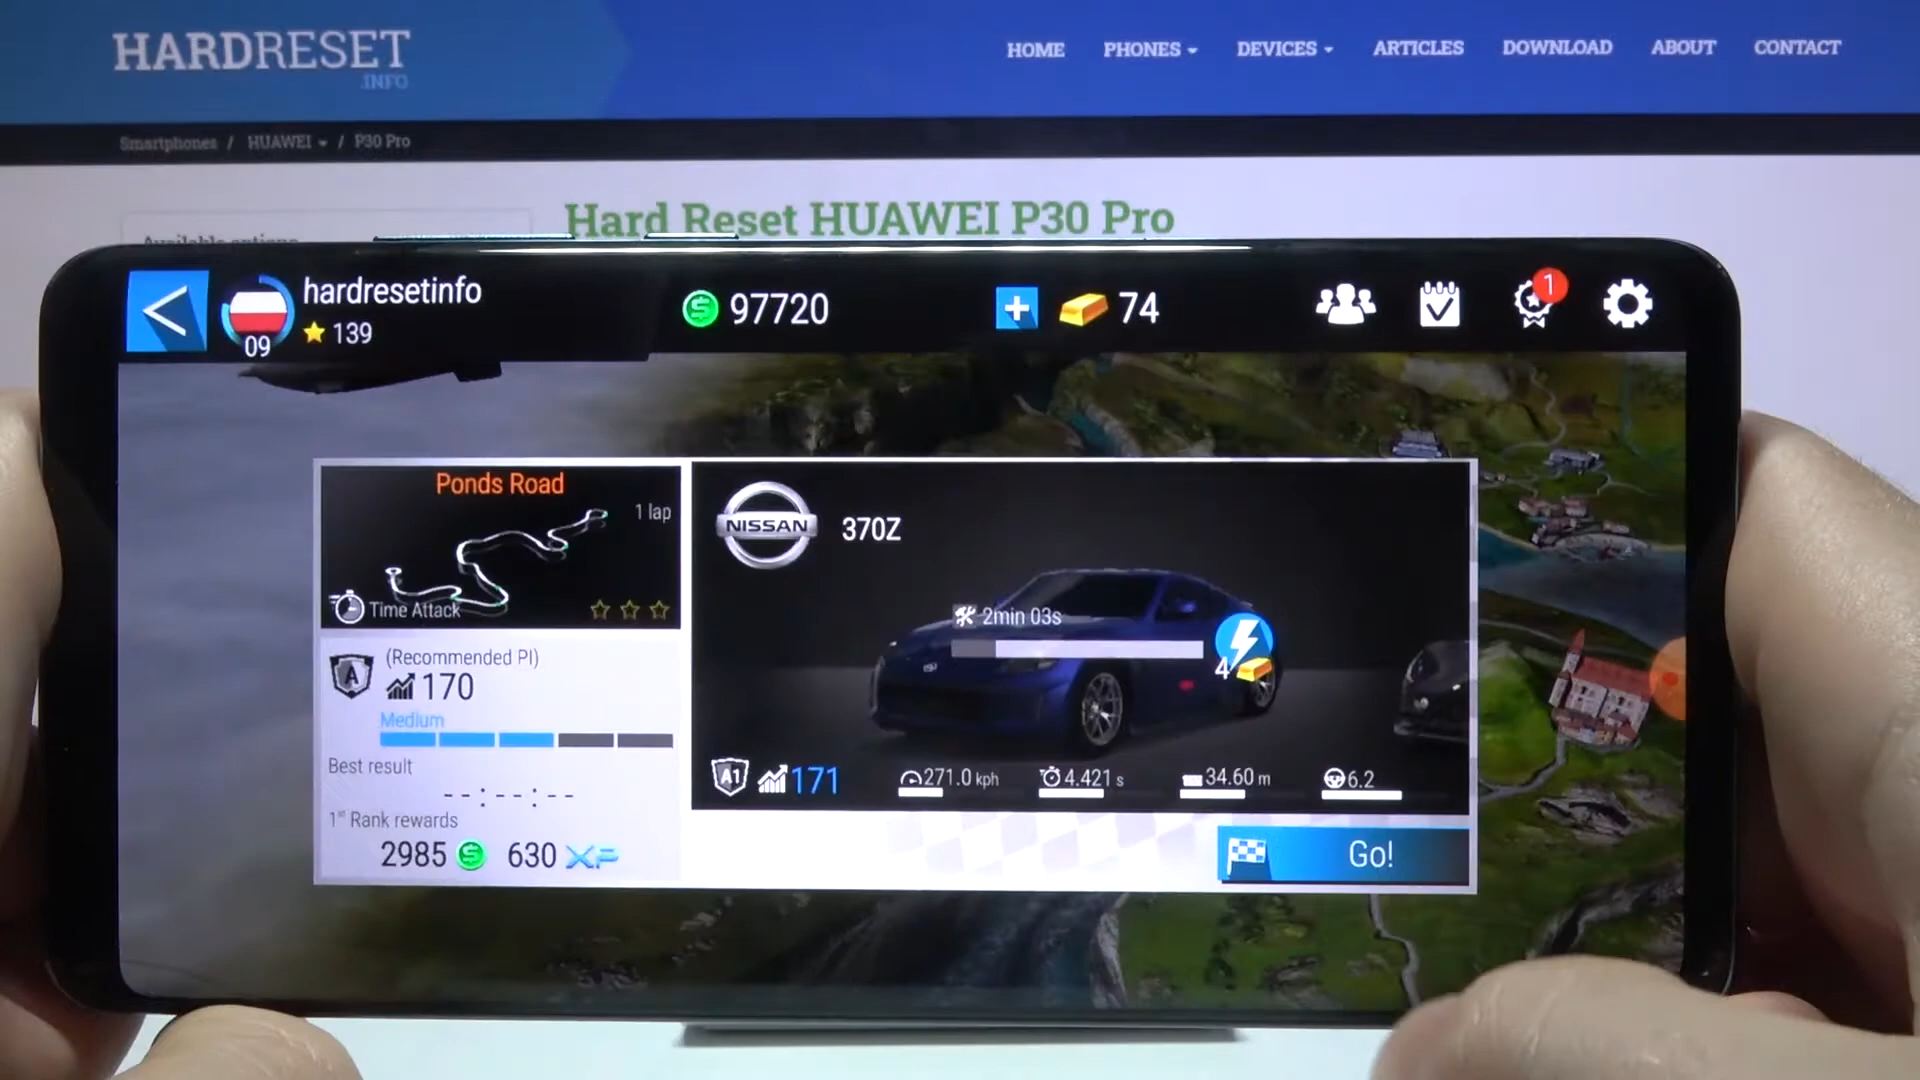 HARDRESET
.INFO
HOME PHONES DEVICES ARTICLES DOWNLOAD ABOUT CONTACT
Smartphones / HUAWEI / P30 Pro
Available options
Hard Reset HUAWEI P30 Pro
hardresetinfo
09
139
97720
74
1
Ponds Road
1 lap
Time Attack
(Recommended PI)
A
170
Medium
Best result
--:--:--
1st Rank rewards
2985 630 XP
NISSAN
370Z
2min 03s
4
A1 171 271.0 kph 4.421 s 34.60 m 6.2
Go!